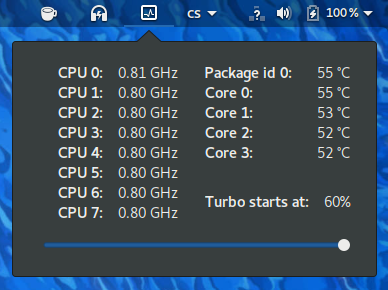 cs ? 100 %
CPU 0: 0.81 GHz Package id 0: 55 °C
CPU 1: 0.80 GHz Core 0: 55 °C
CPU 2: 0.80 GHz Core 1: 53 °C
CPU 3: 0.80 GHz Core 2: 52 °C
CPU 4: 0.80 GHz Core 3: 52 °C
CPU 5: 0.80 GHz
CPU 6: 0.80 GHz Turbo starts at: 60%
CPU 7: 0.80 GHz